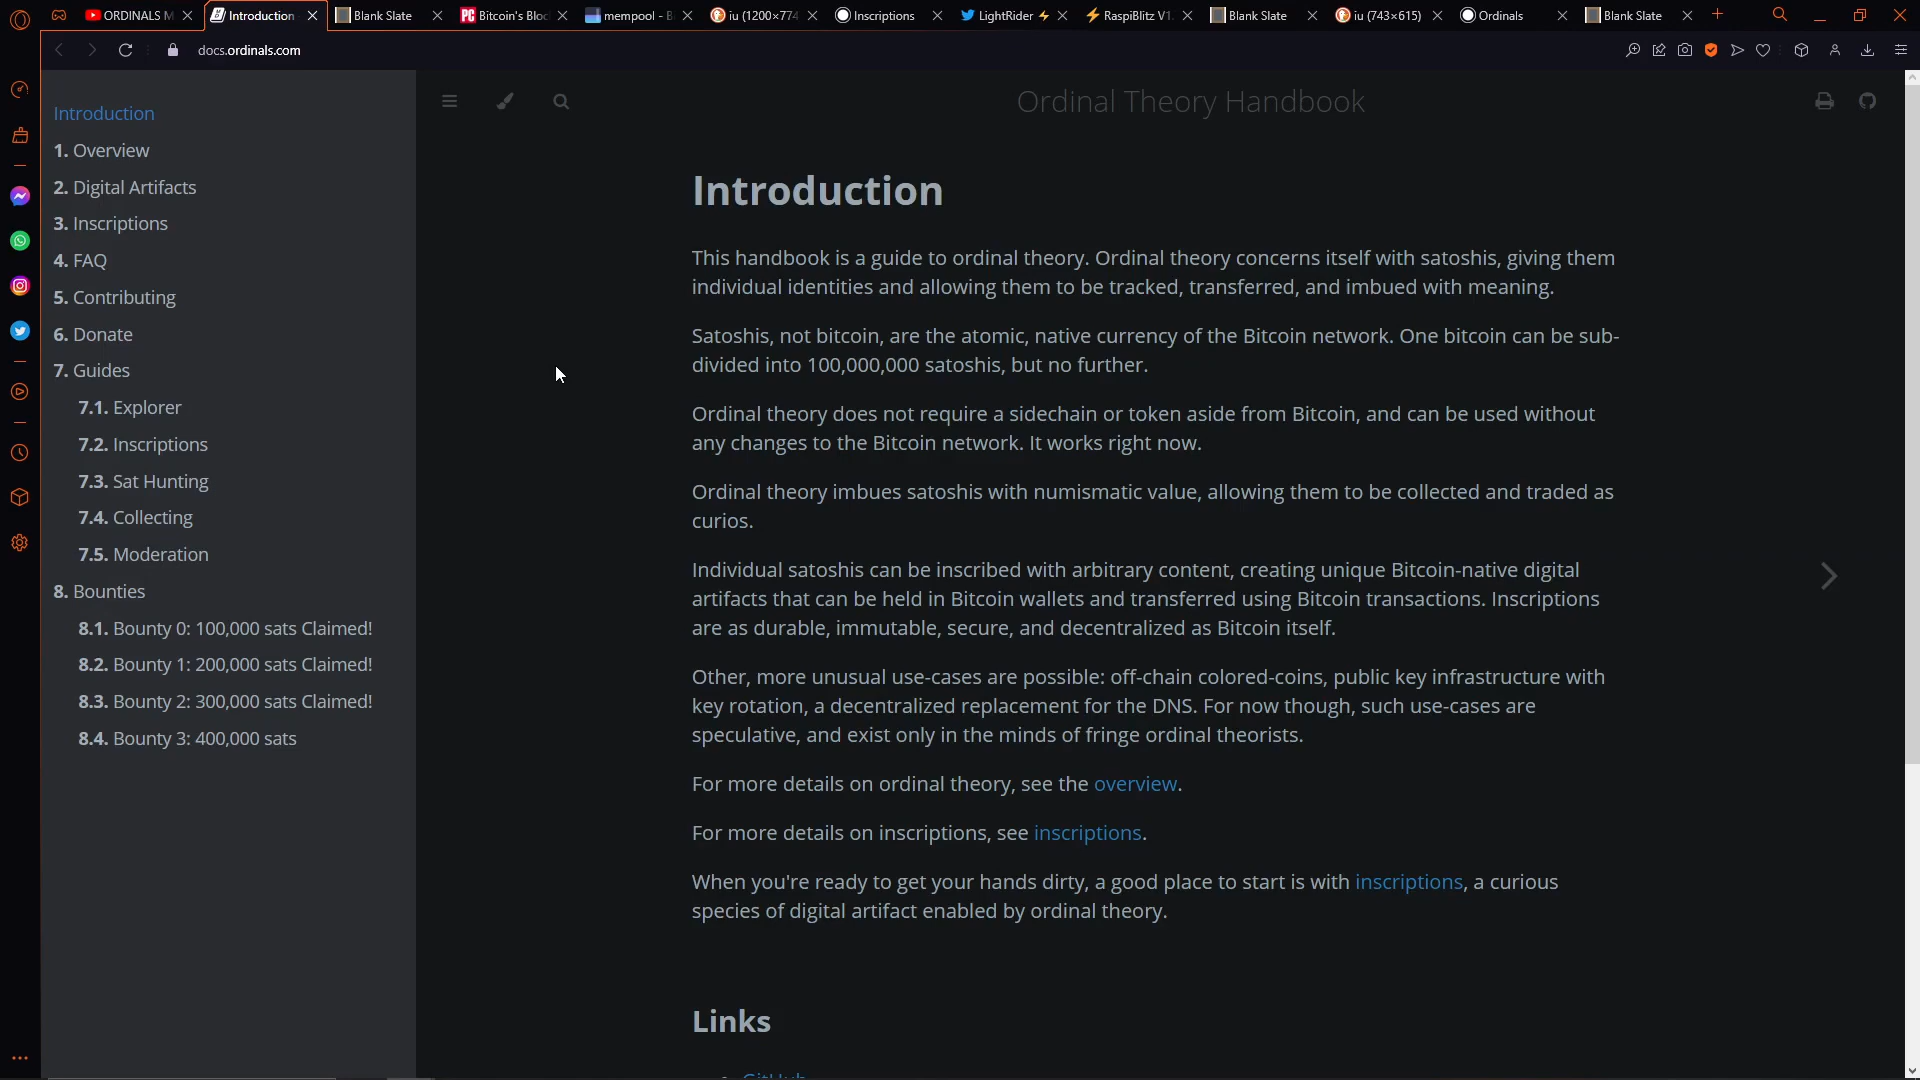 ORDINALS M
Introduction
Blank Slate
Bitcoin's Bloc
mempool - B
iu (1200×774
Inscriptions
LightRider ⚡
RaspiBlitz V1.
Blank Slate
iu (743×615)
Ordinals
Blank Slate
docs.ordinals.com
Introduction
1. Overview
2. Digital Artifacts
3. Inscriptions
4. FAQ
5. Contributing
6. Donate
7. Guides
7.1. Explorer
7.2. Inscriptions
7.3. Sat Hunting
7.4. Collecting
7.5. Moderation
8. Bounties
8.1. Bounty 0: 100,000 sats Claimed!
8.2. Bounty 1: 200,000 sats Claimed!
8.3. Bounty 2: 300,000 sats Claimed!
8.4. Bounty 3: 400,000 sats
Ordinal Theory Handbook
Introduction
This handbook is a guide to ordinal theory. Ordinal theory concerns itself with satoshis, giving them
individual identities and allowing them to be tracked, transferred, and imbued with meaning.
Satoshis, not bitcoin, are the atomic, native currency of the Bitcoin network. One bitcoin can be sub-
divided into 100,000,000 satoshis, but no further.
Ordinal theory does not require a sidechain or token aside from Bitcoin, and can be used without
any changes to the Bitcoin network. It works right now.
Ordinal theory imbues satoshis with numismatic value, allowing them to be collected and traded as
curios.
Individual satoshis can be inscribed with arbitrary content, creating unique Bitcoin-native digital
artifacts that can be held in Bitcoin wallets and transferred using Bitcoin transactions. Inscriptions
are as durable, immutable, secure, and decentralized as Bitcoin itself.
Other, more unusual use-cases are possible: off-chain colored-coins, public key infrastructure with
key rotation, a decentralized replacement for the DNS. For now though, such use-cases are
speculative, and exist only in the minds of fringe ordinal theorists.
For more details on ordinal theory, see the overview.
For more details on inscriptions, see inscriptions.
When you're ready to get your hands dirty, a good place to start is with inscriptions, a curious
species of digital artifact enabled by ordinal theory.
Links
GitHub